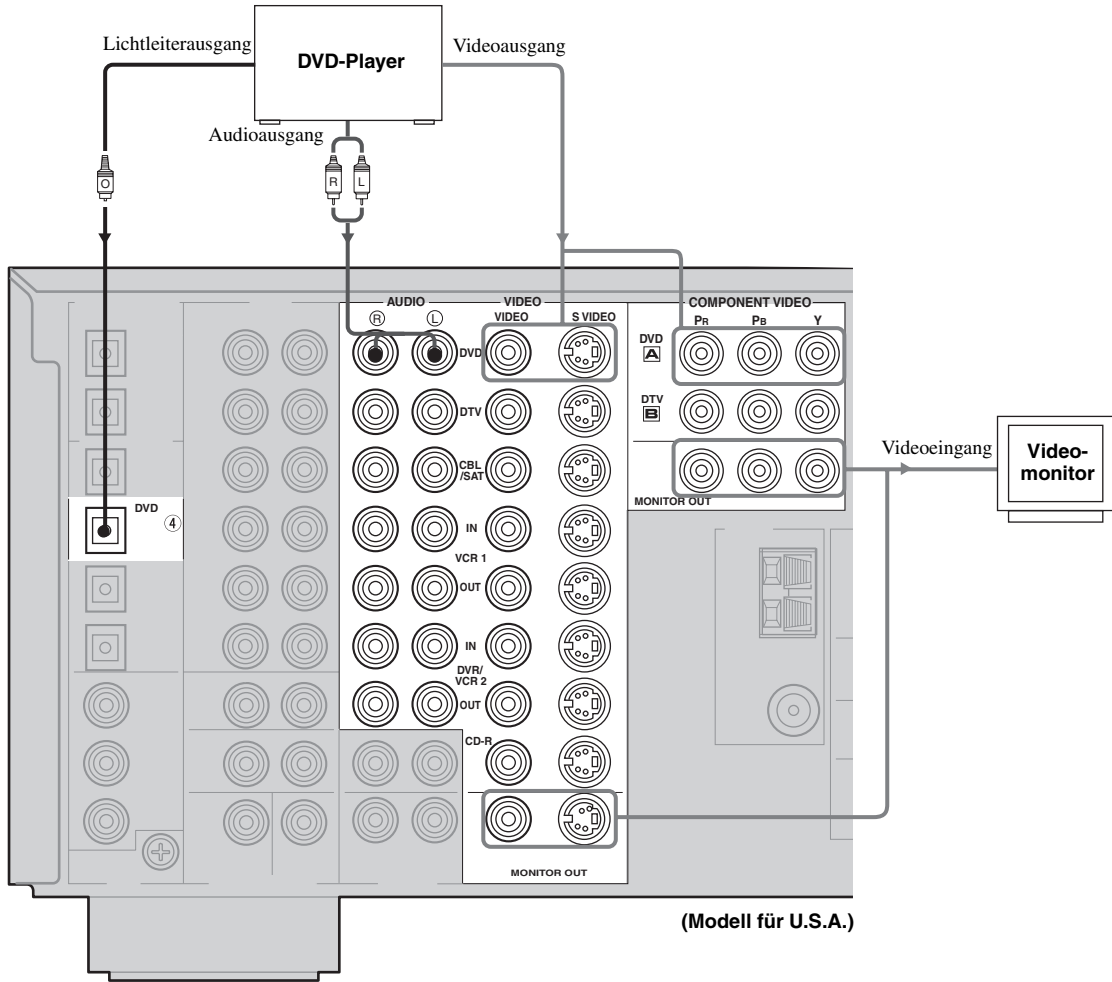 Lichtleiterausgang
DVD-Player
Videoausgang
Audioausgang
O
R L
AUDIO
R L
VIDEO
VIDEO S VIDEO
COMPONENT VIDEO
PR PB Y
DVD
DVD
A
DTV
DTV
B
CBL
/SAT
MONITOR OUT
Videoeingang
Video-
monitor
DVD
④
IN
VCR 1
OUT
IN
DVR/
VCR 2
OUT
CD-R
MONITOR OUT
(Modell für U.S.A.)